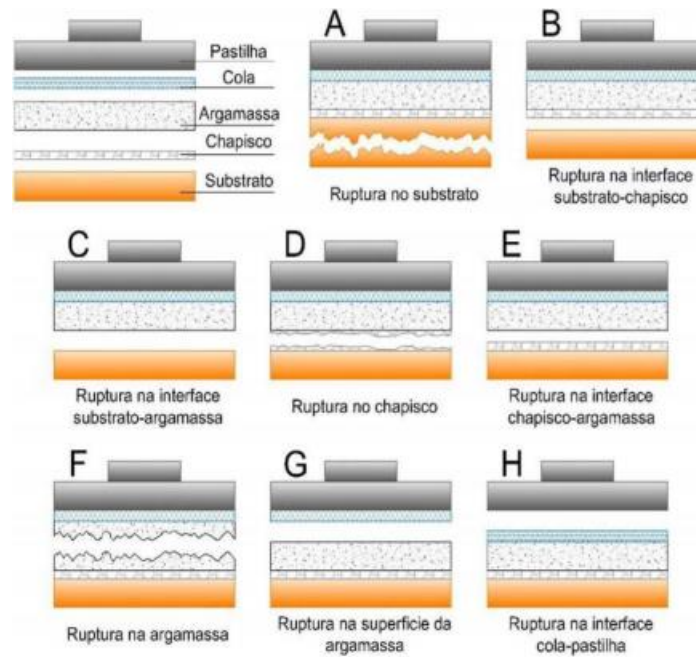 Pastilha
Cola
Argamassa
Chapisco
Substrato
A
Ruptura no substrato
B
Ruptura na interface
substrato-chapisco
C
Ruptura na interface
substrato-argamassa
D
Ruptura no chapisco
E
Ruptura na interface
chapisco-argamassa
F
Ruptura na argamassa
G
Ruptura na superficie da
argamassa
H
Ruptura na interface
cola-pastilha